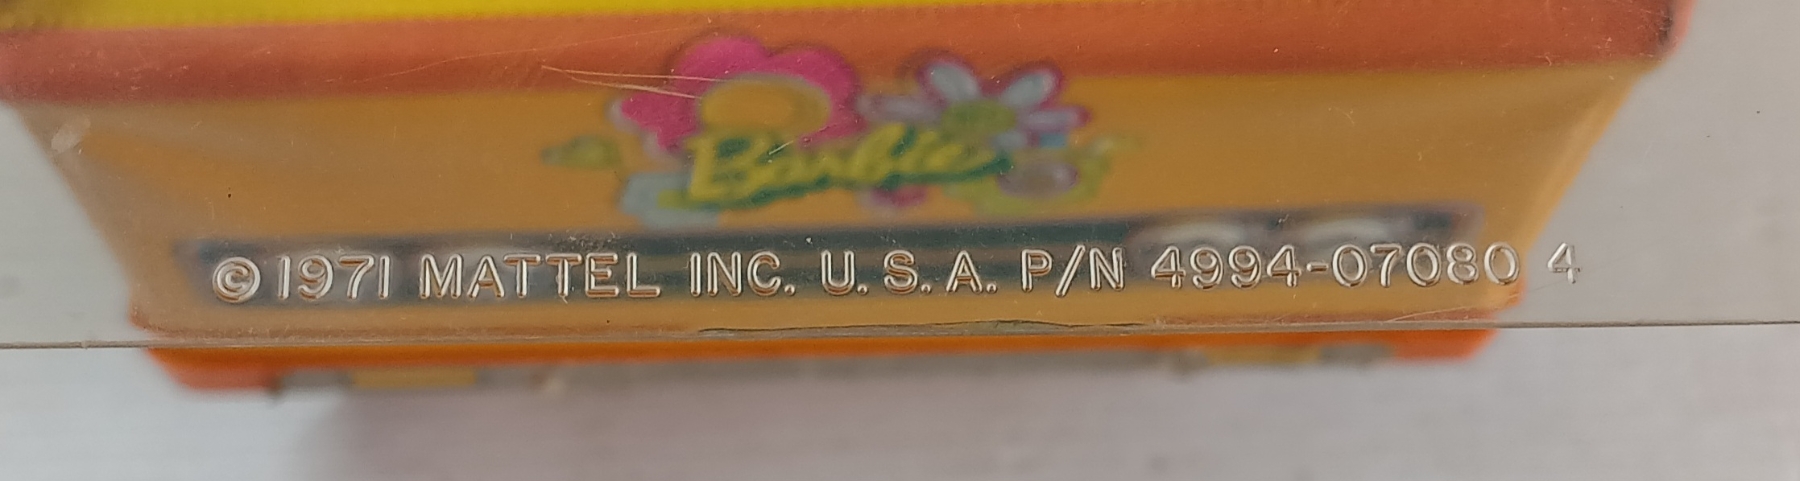 Barbie
©1971 MATTEL INC. U.S.A. P/N 4994-07080 4